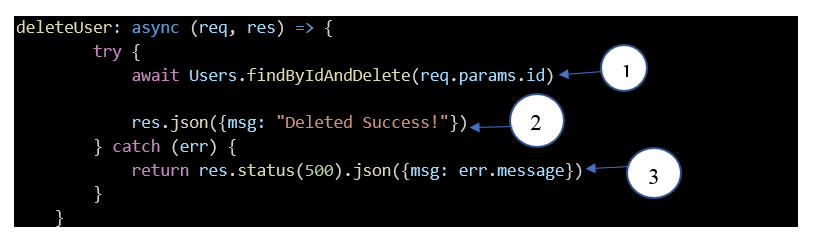 deleteUser: async (req, res) => {
try {
await Users.findByIdAndDelete(req.params.id)
1
res.json({msg: "Deleted Success!"})
2
} catch (err) {
return res.status(500).json({msg: err.message})
3
}
}